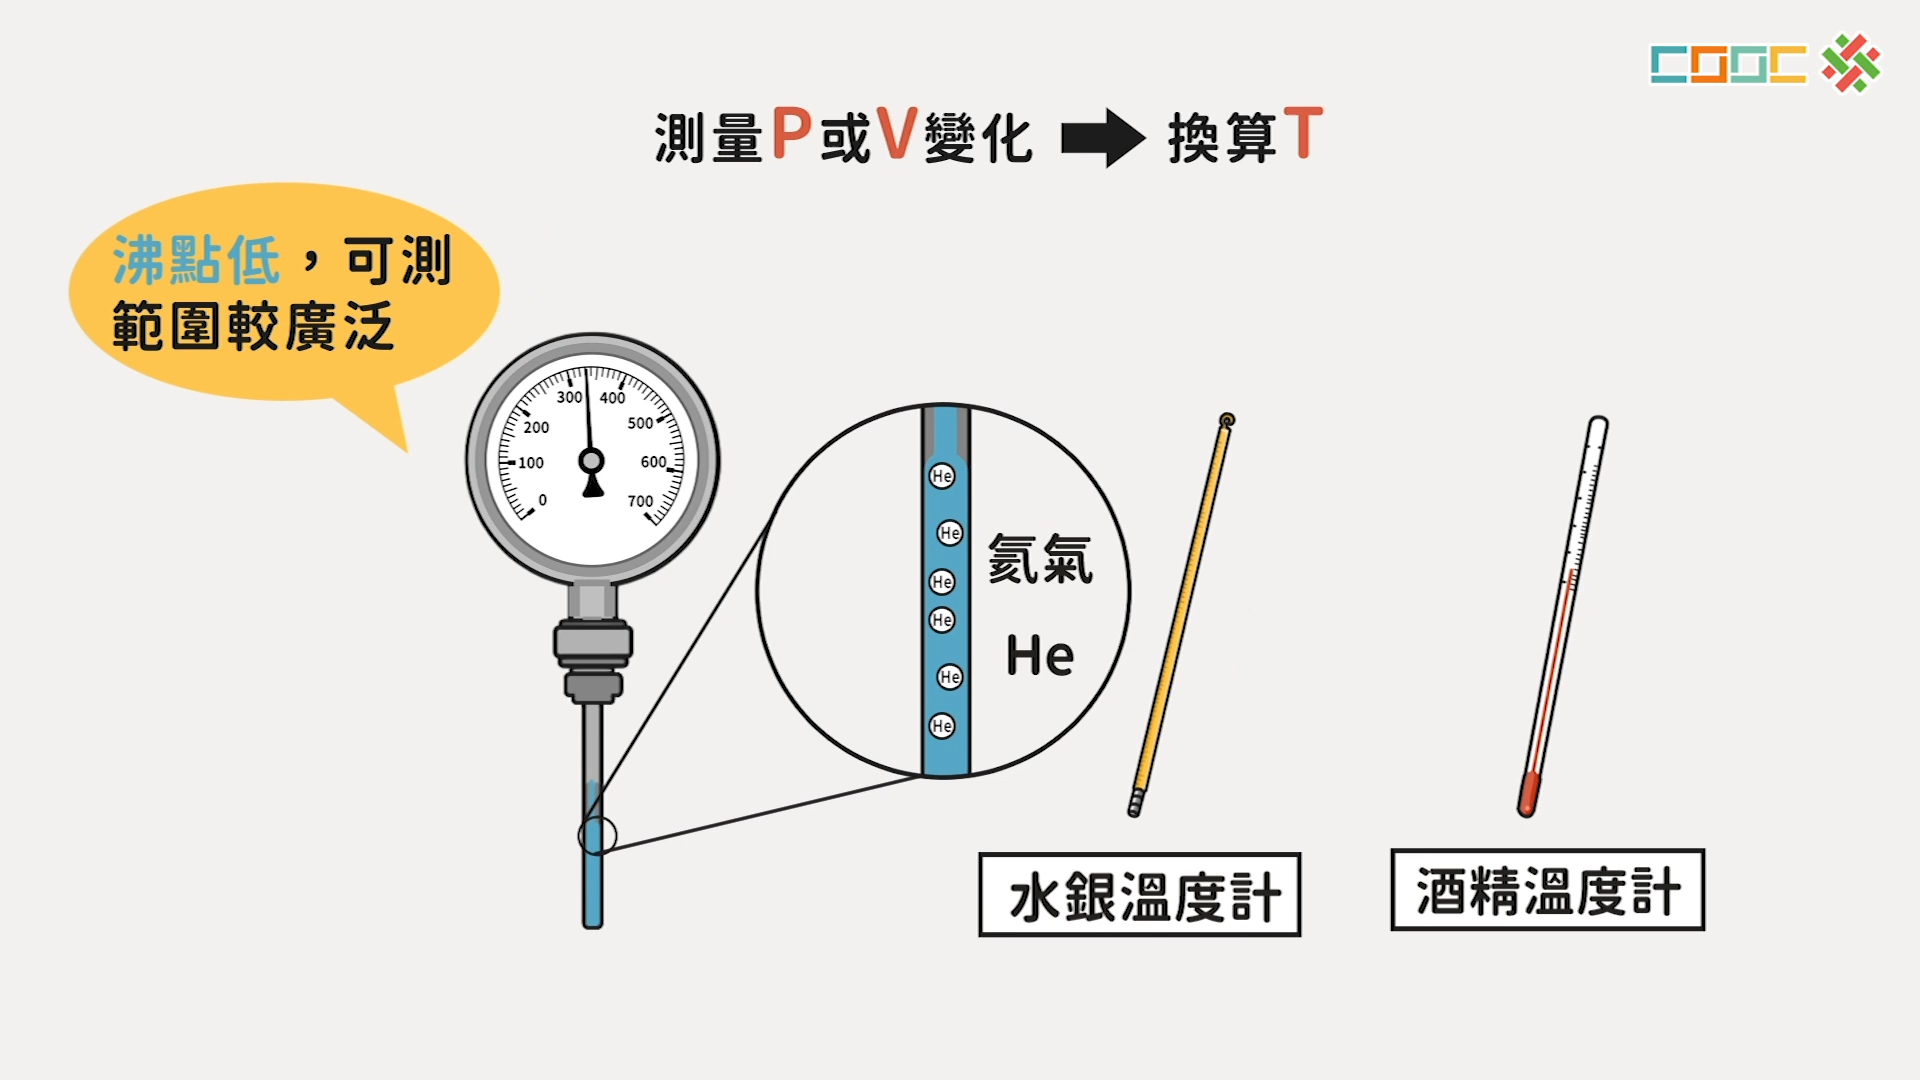 COOC
測量P或V變化 ➡ 換算T
沸點低，可測
範圍較廣泛
0
100
200
300
400
500
600
700
He
He
He
He
He
He
氦氣
He
水銀溫度計
酒精溫度計